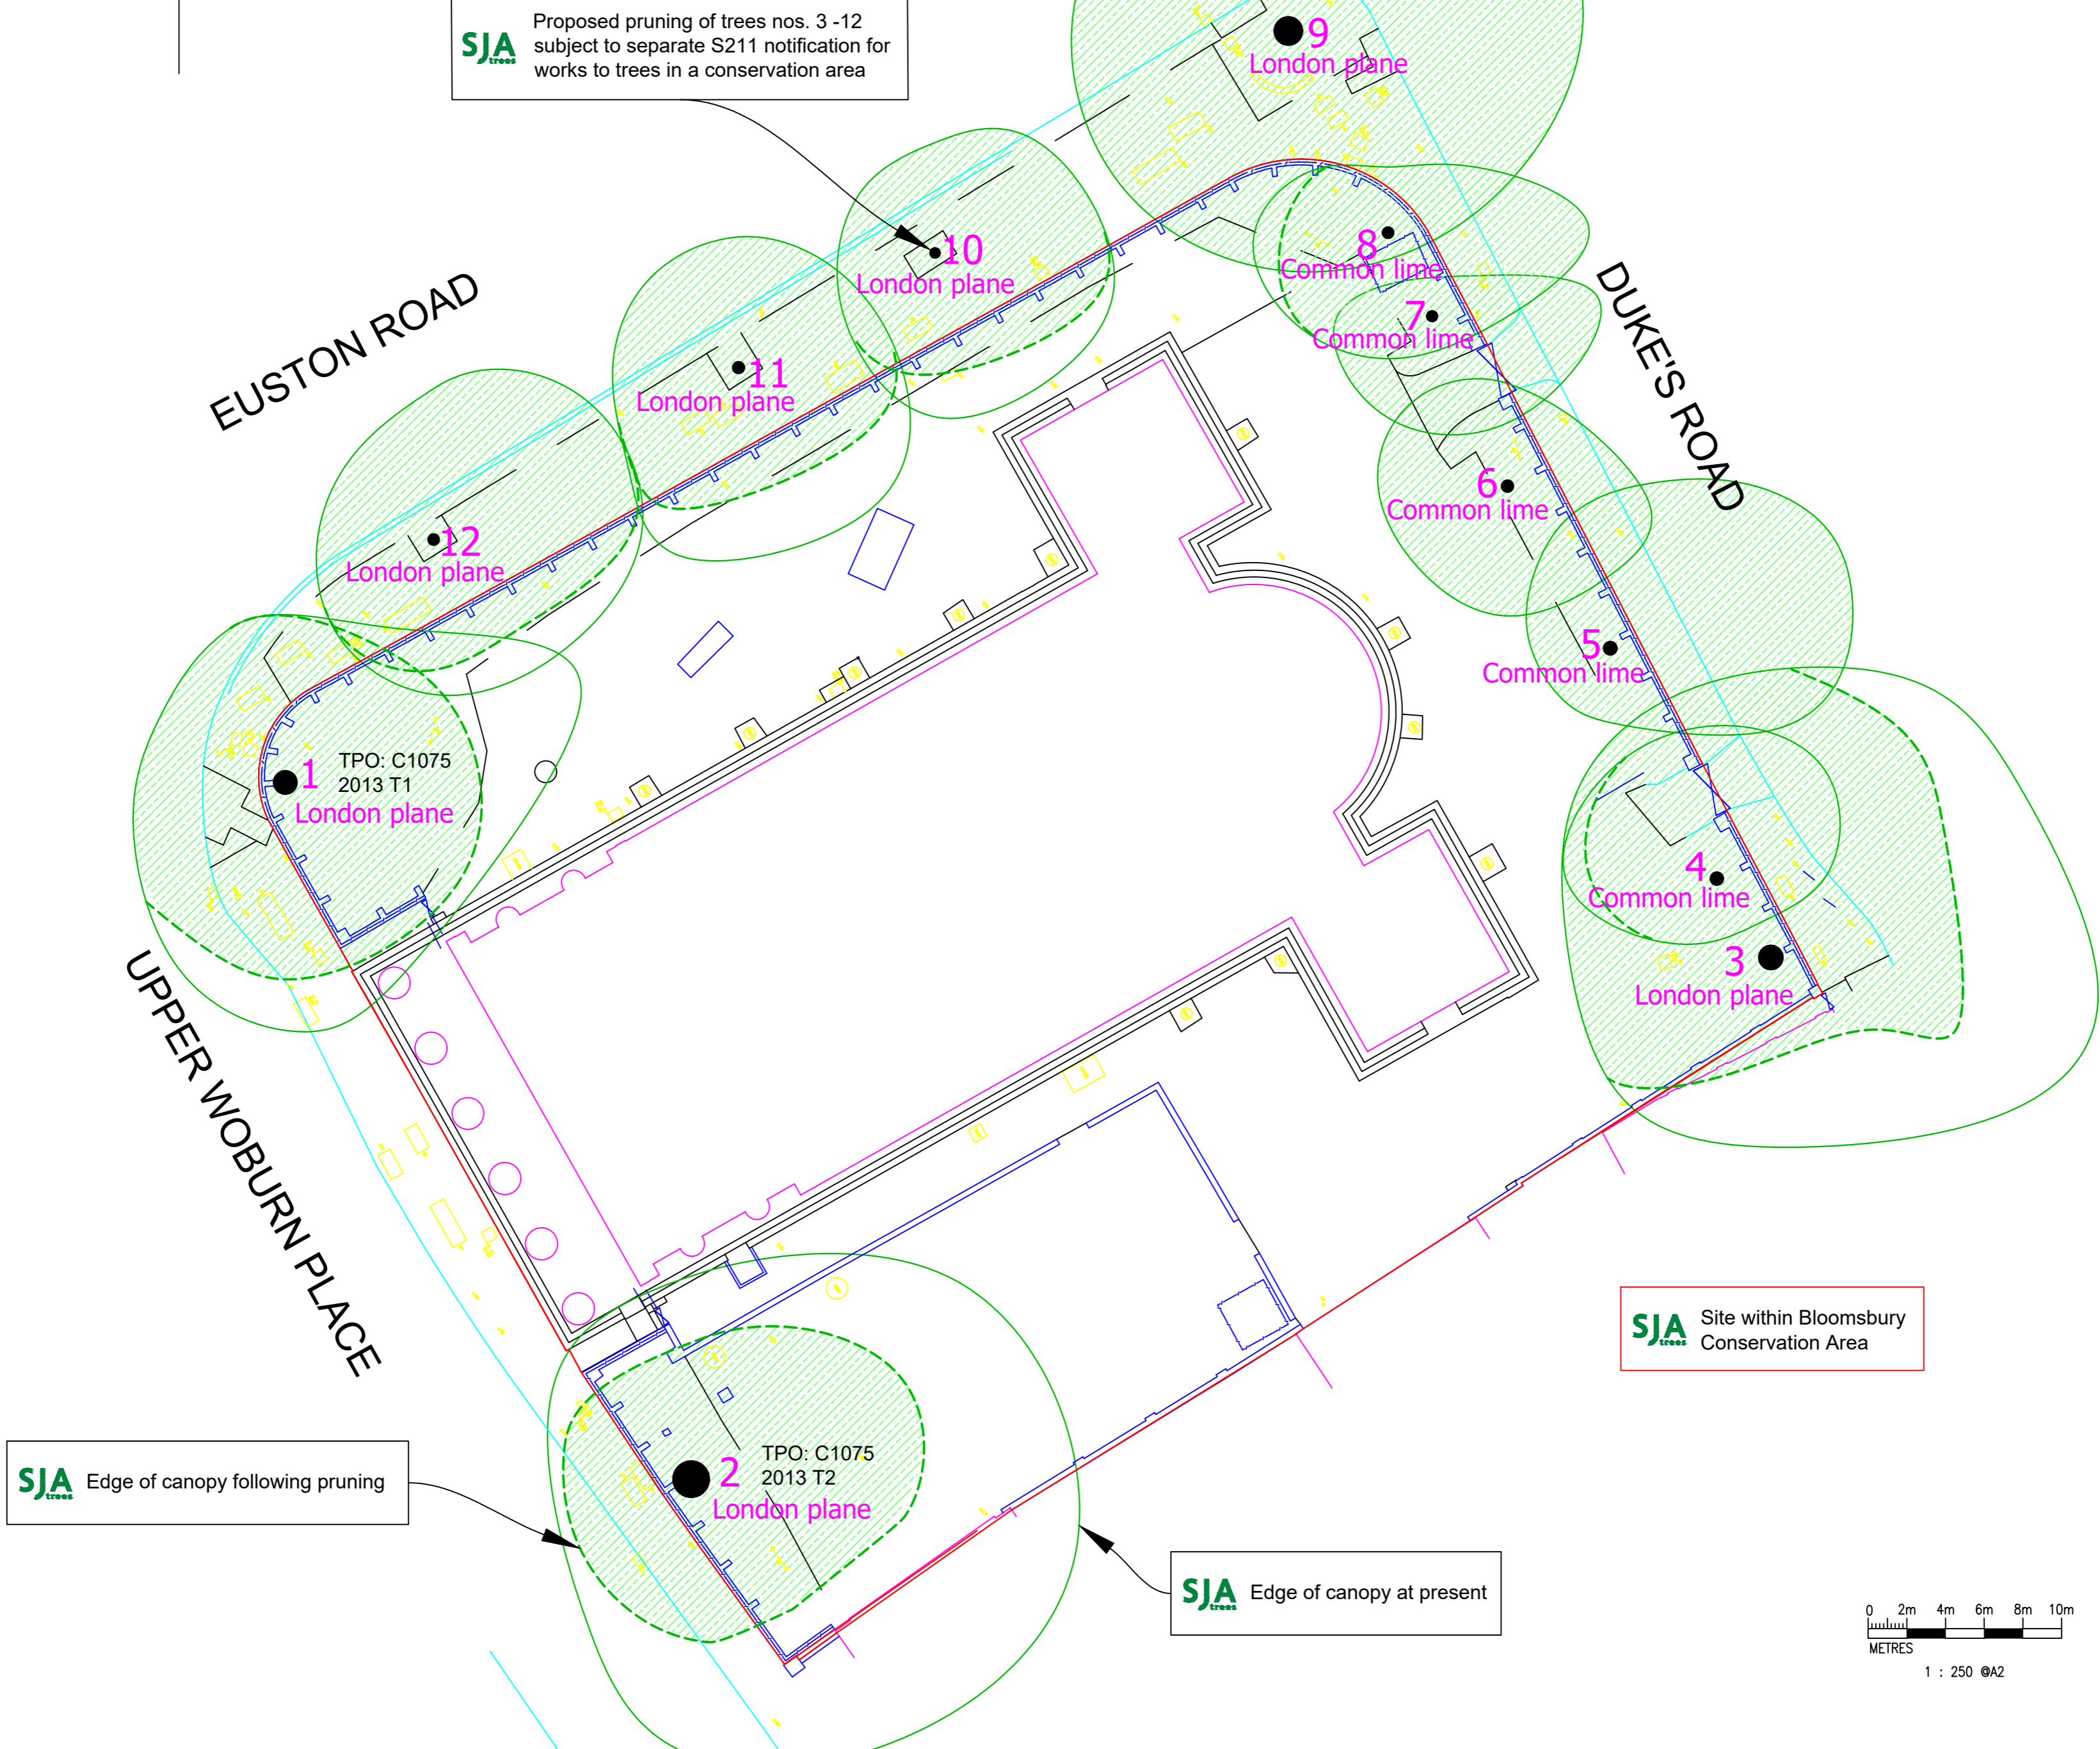 SJA trees
Proposed pruning of trees nos. 3 -12
subject to separate S211 notification for
works to trees in a conservation area
9
London plane
10
London plane
8
Common lime
7
Common lime
EUSTON ROAD
DUKE'S ROAD
11
London plane
6
Common lime
12
London plane
5
Common lime
1
TPO: C1075
2013 T1
London plane
4
Common lime
3
London plane
UPPER WOBURN PLACE
SJA trees
Site within Bloomsbury
Conservation Area
2
TPO: C1075
2013 T2
London plane
SJA trees
Edge of canopy following pruning
SJA trees
Edge of canopy at present
0 2m 4m 6m 8m 10m
METRES
1 : 250 @A2